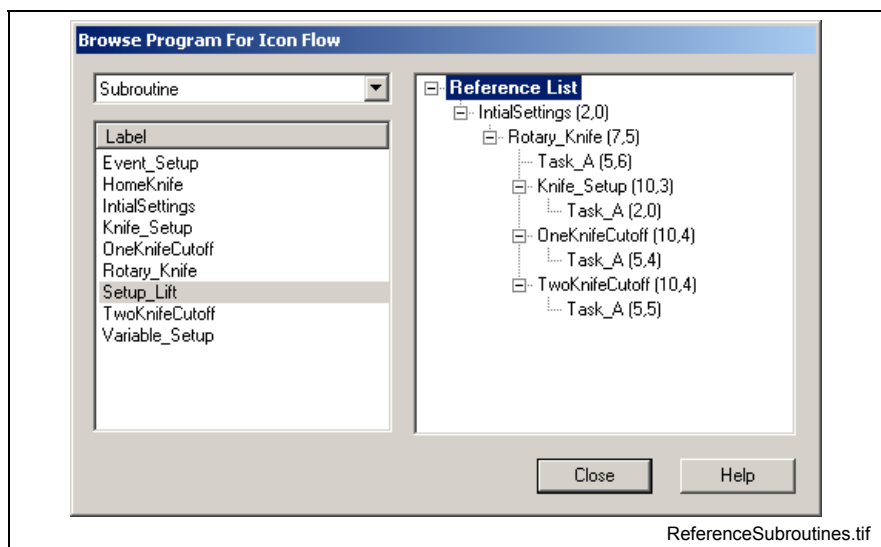 Browse Program For Icon Flow
Subroutine
Label
Event_Setup
HomeKnife
IntialSettings
Knife_Setup
OneKnifeCutoff
Rotary_Knife
Setup_Lift
TwoKnifeCutoff
Variable_Setup
Reference List
IntialSettings (2,0)
Rotary_Knife (7,5)
Task_A (5,6)
Knife_Setup (10,3)
Task_A (2,0)
OneKnifeCutoff (10,4)
Task_A (5,4)
TwoKnifeCutoff (10,4)
Task_A (5,5)
Close
Help
ReferenceSubroutines.tif